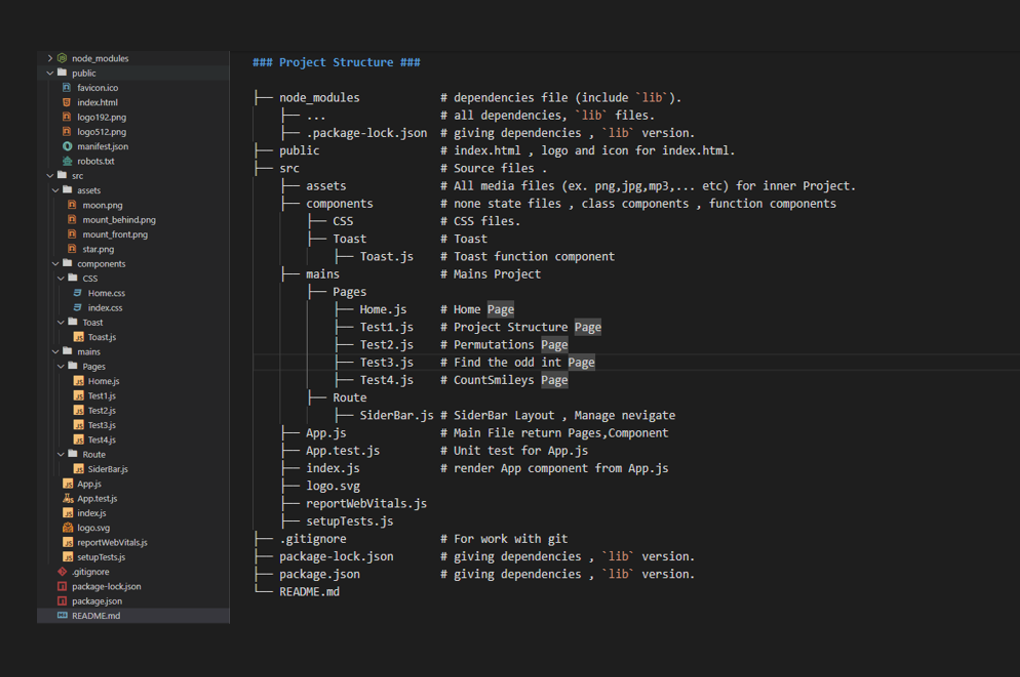 node_modules
public
favicon.ico
index.html
logo192.png
logo512.png
manifest.json
robots.txt
src
assets
moon.png
mount_behind.png
mount_front.png
star.png
components
CSS
Home.css
index.css
Toast
Toast.js
mains
Pages
Home.js
Test1.js
Test2.js
Test3.js
Test4.js
Route
SiderBar.js
App.js
App.test.js
index.js
logo.svg
reportWebVitals.js
setupTests.js
.gitignore
package-lock.json
package.json
README.md
### Project Structure ###
├── node_modules # dependencies file (include `lib`).
├── ... # all dependencies, `lib` files.
├── .package-lock.json # giving dependencies , `lib` version.
├── public # index.html , logo and icon for index.html.
├── src # Source files .
├── assets # All media files (ex. png,jpg,mp3,... etc) for inner Project.
├── components # none state files , class components , function components
├── CSS # CSS files.
├── Toast # Toast
├── Toast.js # Toast function component
├── mains # Mains Project
├── Pages
├── Home.js # Home Page
├── Test1.js # Project Structure Page
├── Test2.js # Permutations Page
├── Test3.js # Find the odd int Page
├── Test4.js # CountSmileys Page
├── Route
├── SiderBar.js # SiderBar Layout , Manage nevigate
├── App.js # Main File return Pages,Component
├── App.test.js # Unit test for App.js
├── index.js # render App component from App.js
├── logo.svg
├── reportWebVitals.js
├── setupTests.js
├── .gitignore # For work with git
├── package-lock.json # giving dependencies , `lib` version.
├── package.json # giving dependencies , `lib` version.
└── README.md